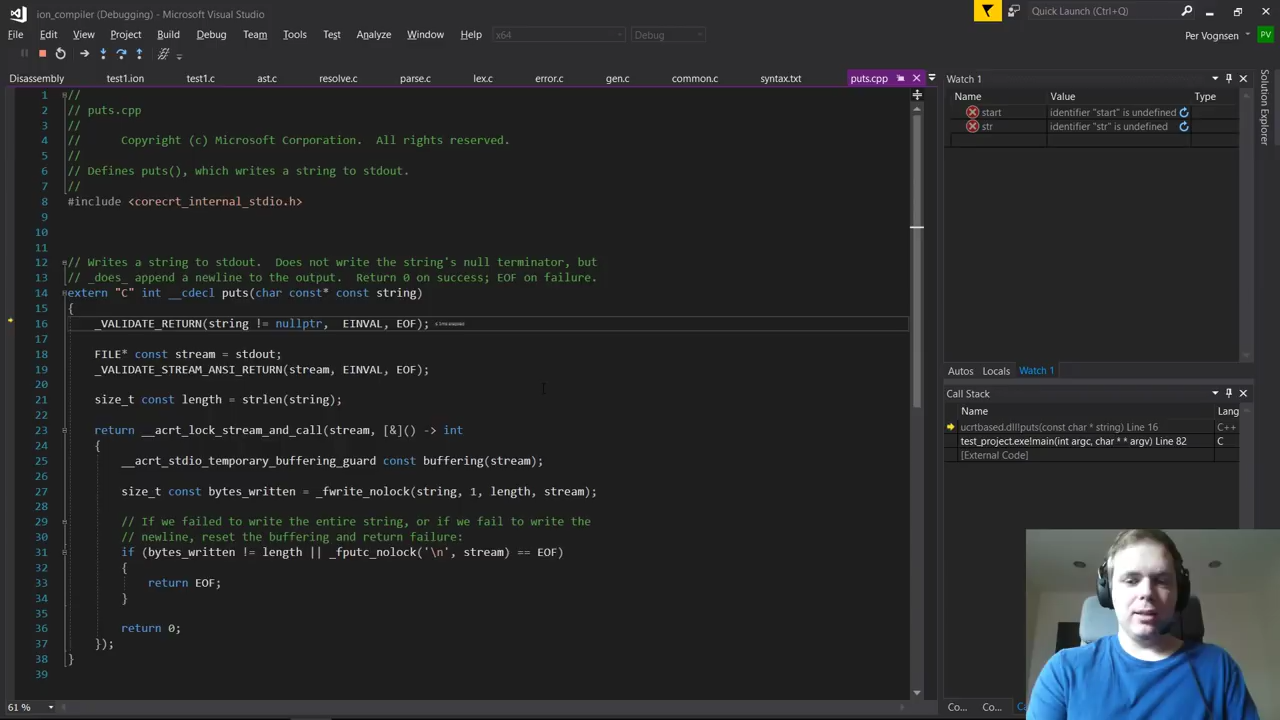 ion_compiler (Debugging) - Microsoft Visual Studio
Quick Launch (Ctrl+Q)
File Edit View Project Build Debug Team Tools Test Analyze Window Help x64 Debug
Per Vognsen PV
Disassembly test1.ion test1.c ast.c resolve.c parse.c lex.c error.c gen.c common.c syntax.txt puts.cpp
1 //
2 // puts.cpp
3 //
4 // Copyright (c) Microsoft Corporation. All rights reserved.
5 //
6 // Defines puts(), which writes a string to stdout.
7 //
8 #include <corecrt_internal_stdio.h>
9
10
11
12 // Writes a string to stdout. Does not write the string's null terminator, but
13 // _does_ append a newline to the output. Return 0 on success; EOF on failure.
14 extern "C" int __cdecl puts(char const* const string)
15 {
16 _VALIDATE_RETURN(string != nullptr, EINVAL, EOF);
17
18 FILE* const stream = stdout;
19 _VALIDATE_STREAM_ANSI_RETURN(stream, EINVAL, EOF);
20
21 size_t const length = strlen(string);
22
23 return __acrt_lock_stream_and_call(stream, [&]() -> int
24 {
25 __acrt_stdio_temporary_buffering_guard const buffering(stream);
26
27 size_t const bytes_written = _fwrite_nolock(string, 1, length, stream);
28
29 // If we failed to write the entire string, or if we fail to write the
30 // newline, reset the buffering and return failure:
31 if (bytes_written != length || _fputc_nolock('\n', stream) == EOF)
32 {
33 return EOF;
34 }
35
36 return 0;
37 });
38 }
39
61 %
Watch 1
Name Value Type
start identifier "start" is undefined
str identifier "str" is undefined
Autos Locals Watch 1
Call Stack
Name Lang
ucrtbased.dll!puts(const char * string) Line 16 C++
test_project.exe!main(int argc, char * * argv) Line 82 C
[External Code]
Co... Co... Ca
Solution Explorer